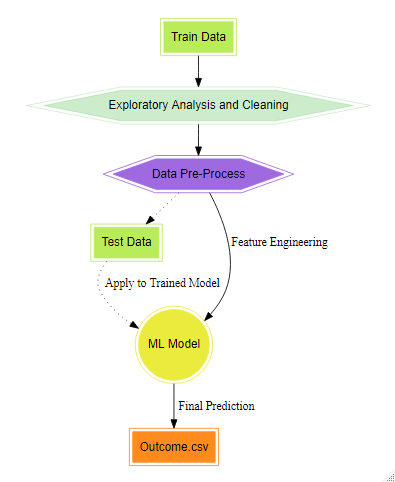 Train Data
Exploratory Analysis and Cleaning
Data Pre-Process
Test Data
Feature Engineering
Apply to Trained Model
ML Model
Final Prediction
Outcome.csv